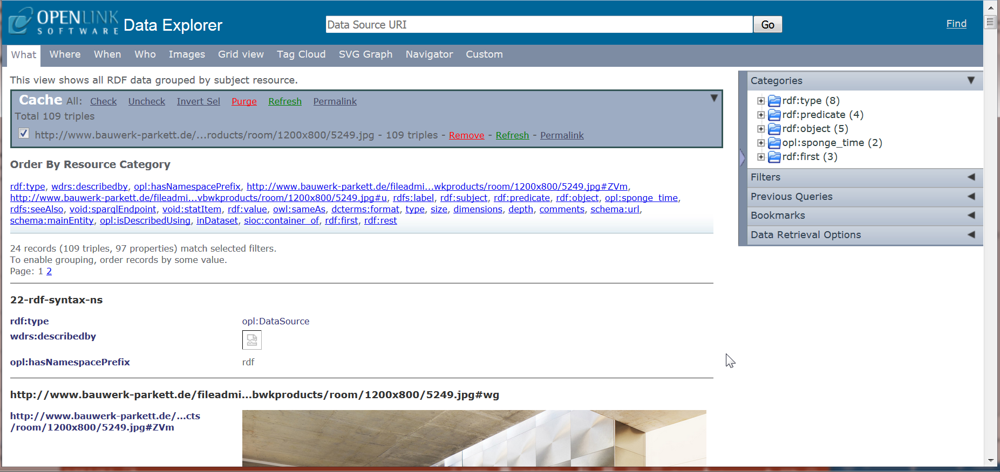 OPENLINK
SOFTWARE
Data Explorer
Data Source URI
Go
Find
What Where When Who Images Grid view Tag Cloud SVG Graph Navigator Custom
This view shows all RDF data grouped by subject resource.
Cache All: Check Uncheck Invert Sel Purge Refresh Permalink
Total 109 triples
http://www.bauwerk-parkett.de/...roducts/room/1200x800/5249.jpg - 109 triples - Remove - Refresh - Permalink
Order By Resource Category
rdf:type, wdrs:describedby, opl:hasNamespacePrefix, http://www.bauwerk-parkett.de/fileadmi...wkproducts/room/1200x800/5249.jpg#ZVm,
http://www.bauwerk-parkett.de/fileadmi...vbwkproducts/room/1200x800/5249.jpg#u, rdfs:label, rdf:subject, rdf:predicate, rdf:object, opl:sponge_time,
rdfs:seeAlso, void:sparqlEndpoint, void:statItem, rdf:value, owl:sameAs, dcterms:format, type, size, dimensions, depth, comments, schema:url,
schema:mainEntity, opl:isDescribedUsing, inDataset, sioc:container_of, rdf:first, rdf:rest
24 records (109 triples, 97 properties) match selected filters.
To enable grouping, order records by some value.
Page: 1 2
22-rdf-syntax-ns
rdf:type opl:DataSource
wdrs:describedby
opl:hasNamespacePrefix rdf
http://www.bauwerk-parkett.de/fileadmi...bwkproducts/room/1200x800/5249.jpg#wg
http://www.bauwerk-parkett.de/...cts
/room/1200x800/5249.jpg#ZVm
Categories
rdf:type (8)
rdf:predicate (4)
rdf:object (5)
opl:sponge_time (2)
rdf:first (3)
Filters
Previous Queries
Bookmarks
Data Retrieval Options